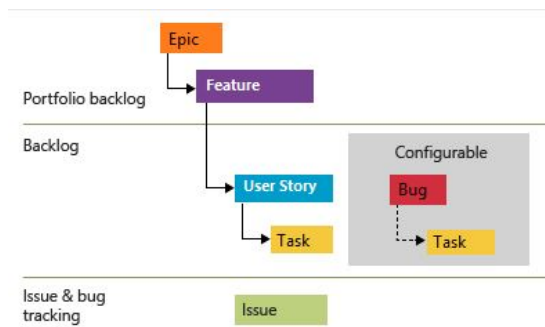 Epic
Feature
Portfolio backlog
Backlog
Configurable
User Story
Bug
Task
Task
Issue & bug
tracking
Issue